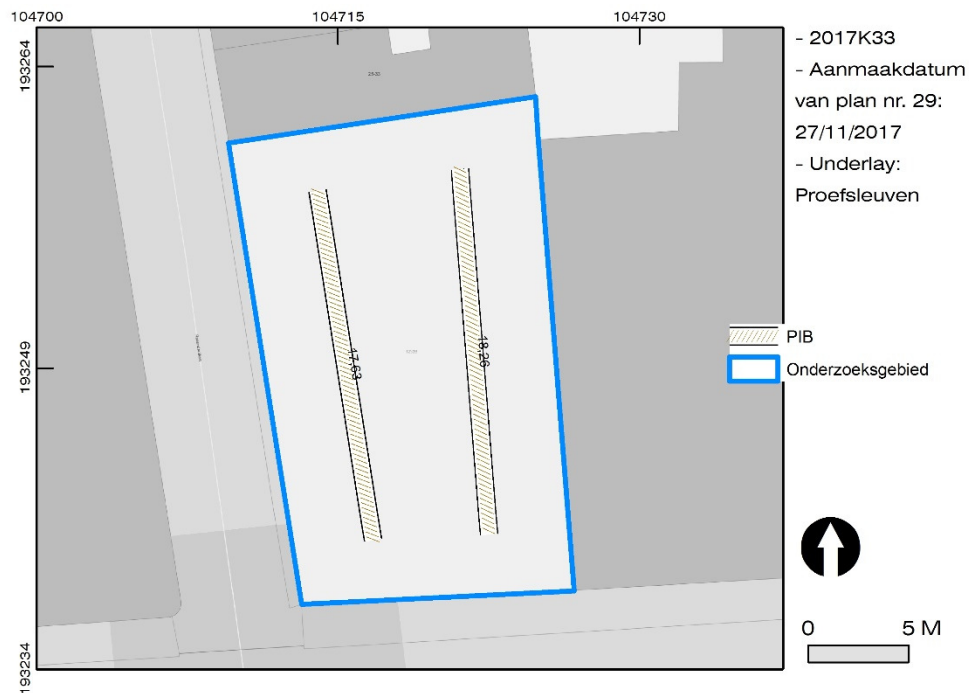 104700
104715
104730
193264
193249
193234
17,63
18,26
- 2017K33
- Aanmaakdatum
van plan nr. 29:
27/11/2017
- Underlay:
Proefsleuven
PIB
Onderzoeksgebied
0 5 M